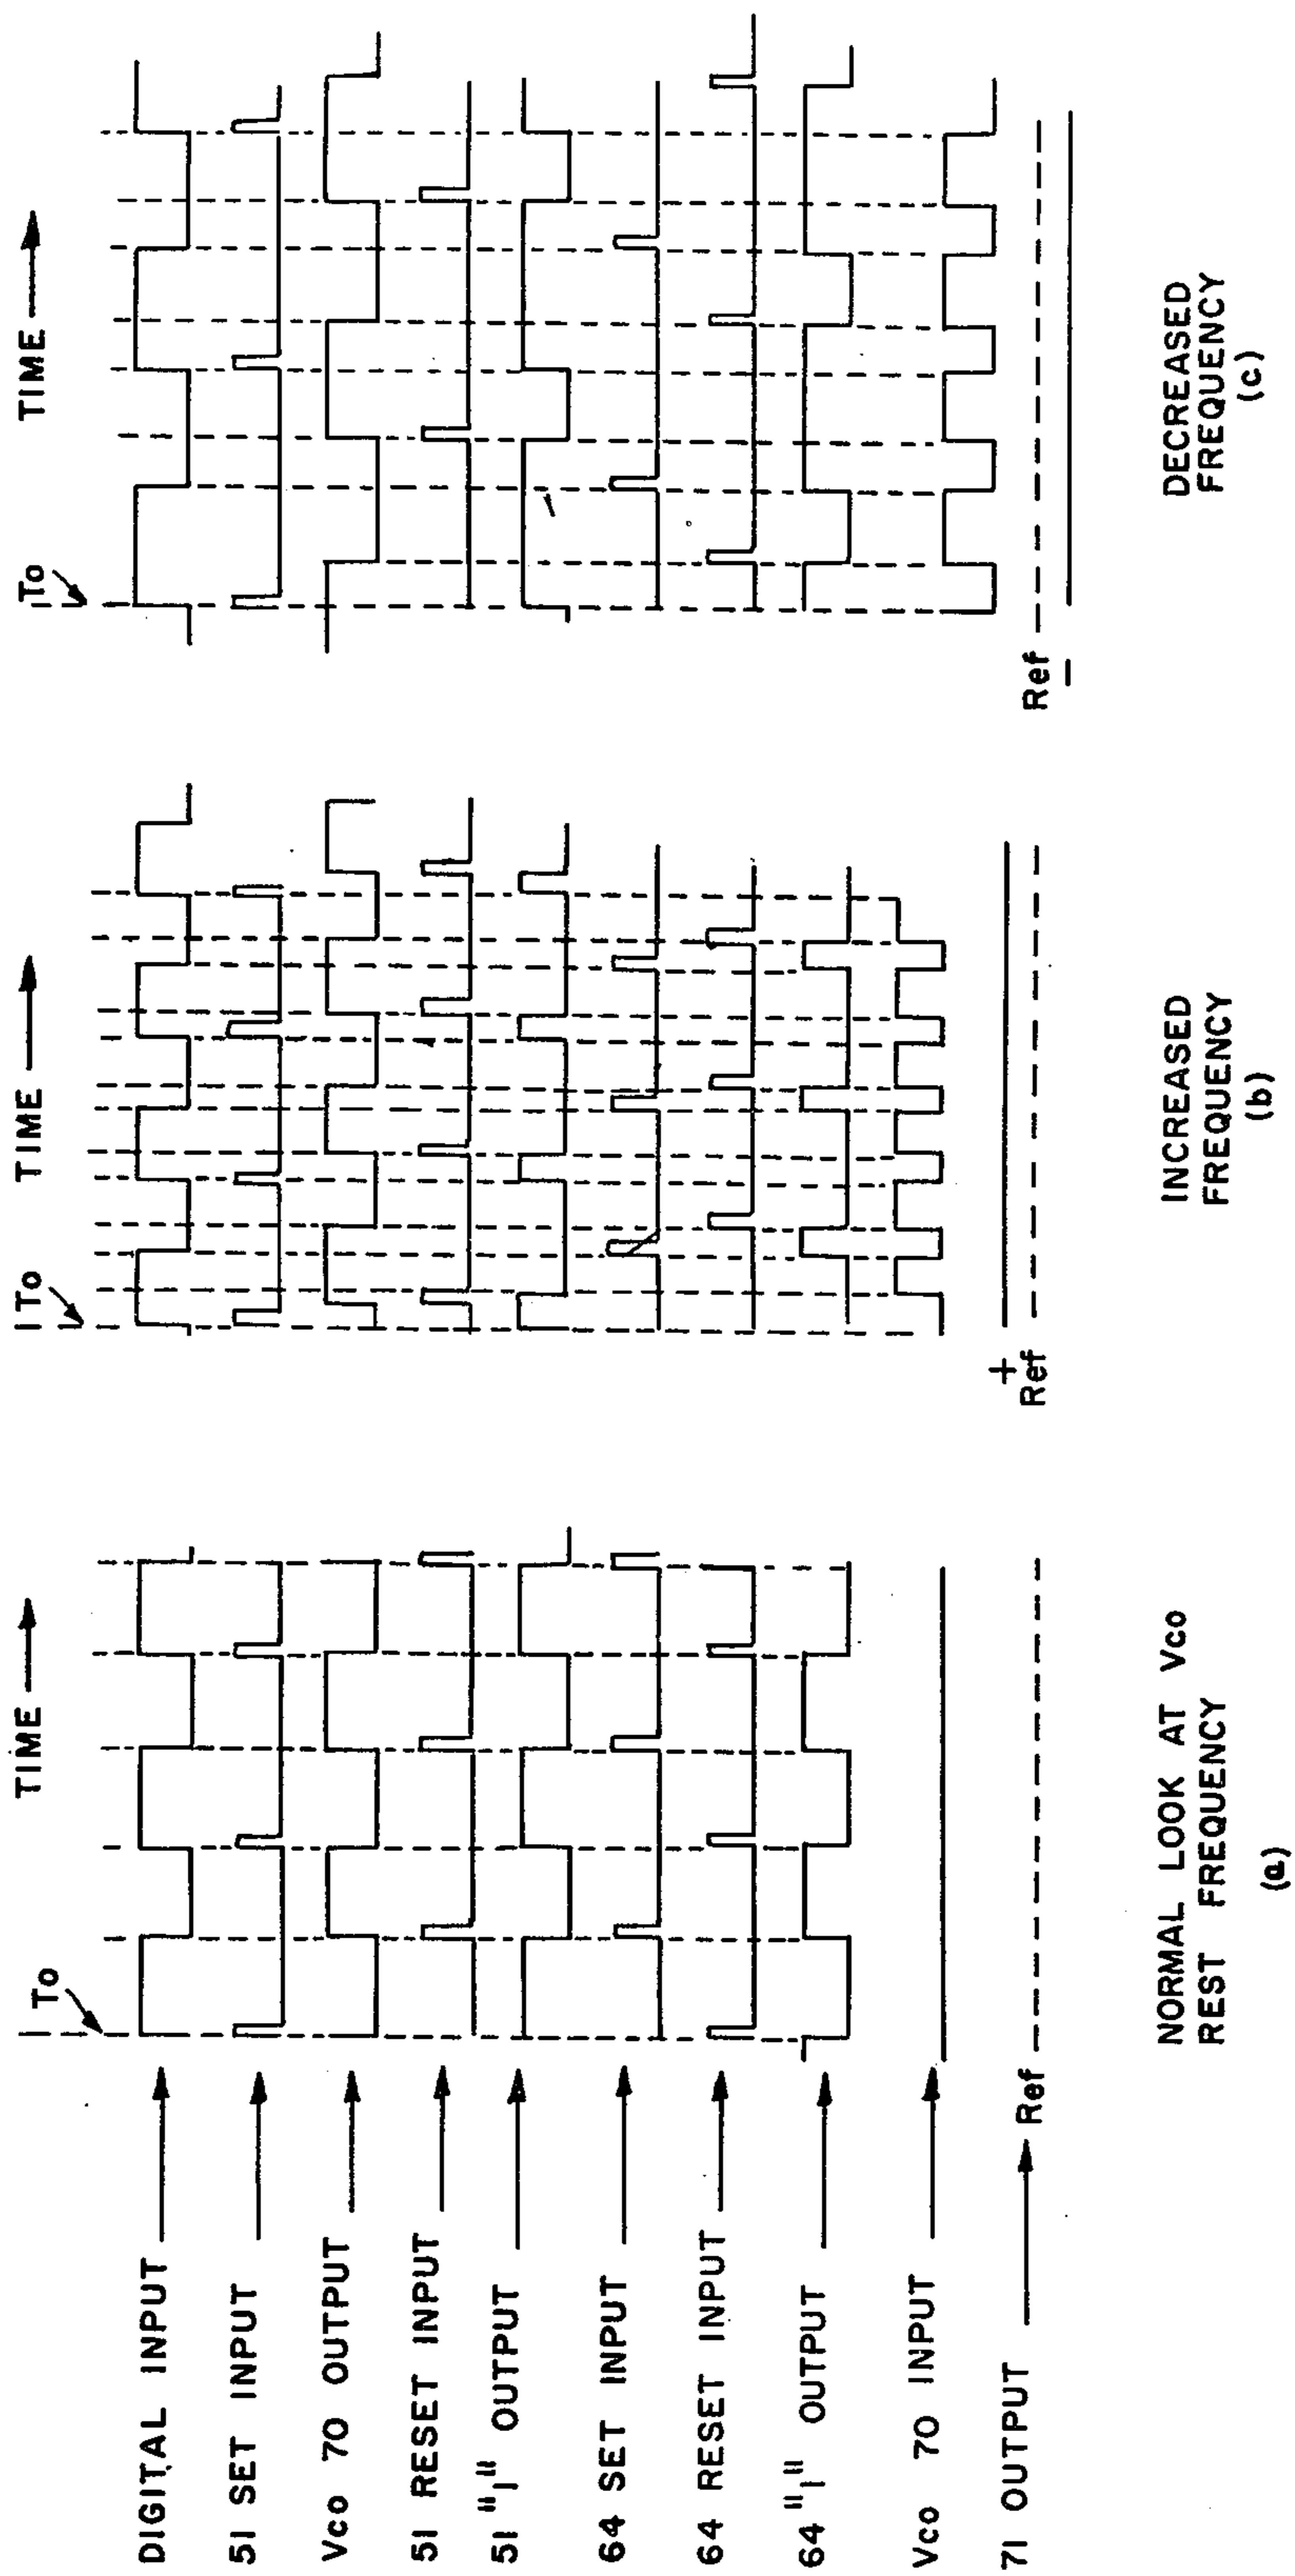 DIGITAL INPUT
51 SET INPUT
Vco 70 OUTPUT
51 RESET INPUT
51 "1" OUTPUT
64 SET INPUT
64 RESET INPUT
64 "1" OUTPUT
Vco 70 INPUT
71 OUTPUT
TIME
To
Ref
NORMAL LOOK AT Vco
REST FREQUENCY
(a)
TIME
To
+
Ref
INCREASED
FREQUENCY
(b)
TIME
To
Ref
–
DECREASED
FREQUENCY
(c)